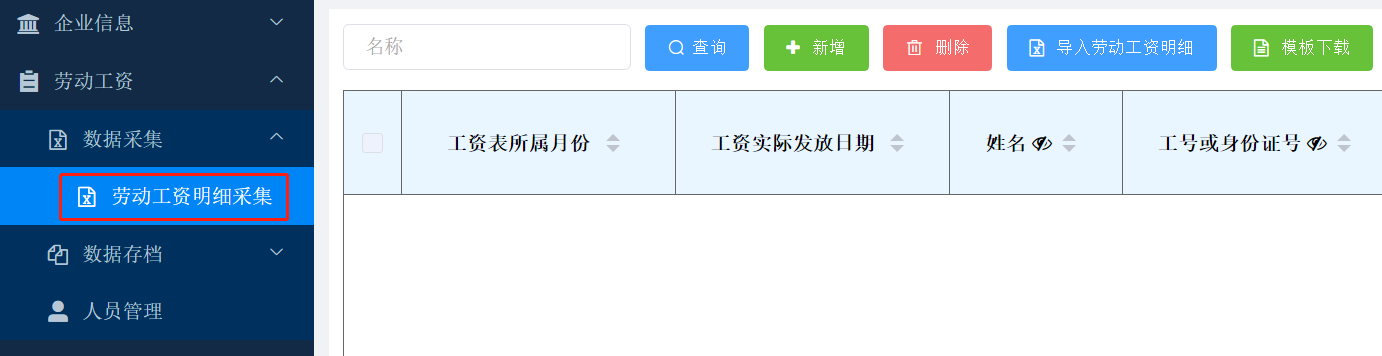 企业信息
劳动工资
数据采集
劳动工资明细采集
数据存档
人员管理
名称
查询
新增
删除
导入劳动工资明细
模板下载
工资表所属月份
工资实际发放日期
姓名
工号或身份证号